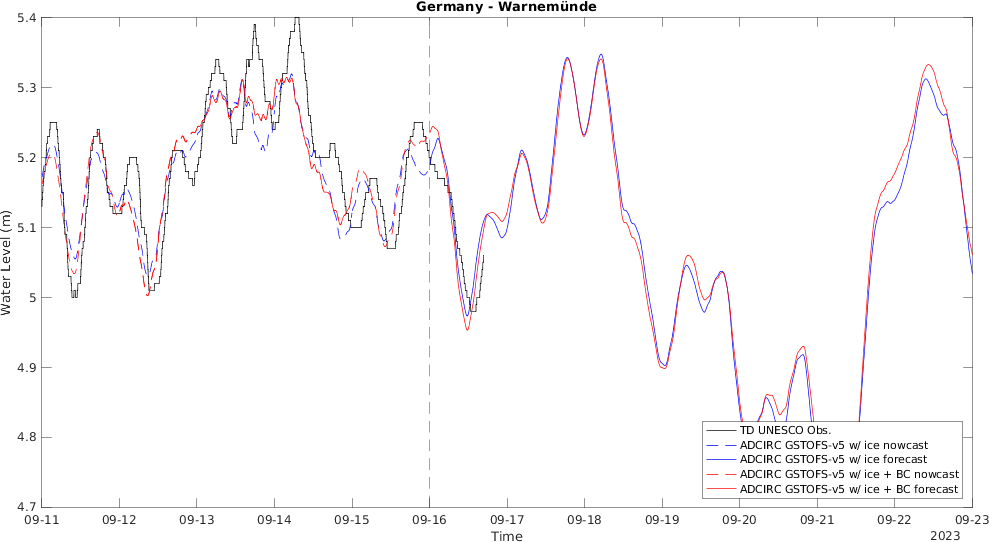 Germany - Warnemünde
5.4
5.3
5.2
5.1
5
4.9
4.8
4.7
Water Level (m)
TD UNESCO Obs.
ADCIRC GSTOFS-v5 w/ ice nowcast
ADCIRC GSTOFS-v5 w/ ice forecast
ADCIRC GSTOFS-v5 w/ ice + BC nowcast
ADCIRC GSTOFS-v5 w/ ice + BC forecast
09-11 09-12 09-13 09-14 09-15 09-16 09-17 09-18 09-19 09-20 09-21 09-22 09-23
Time
2023